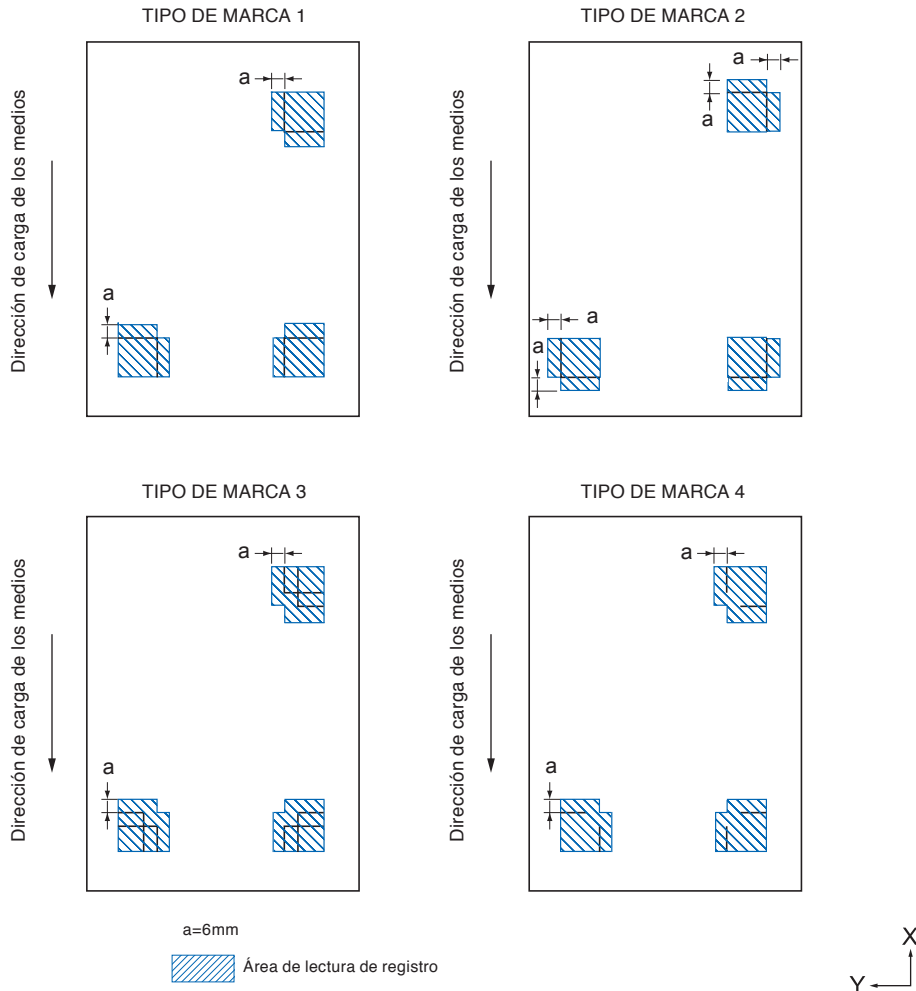 TIPO DE MARCA 1
TIPO DE MARCA 2
Dirección de carga de los medios
a
a
Dirección de carga de los medios
a
a
a
a
a
TIPO DE MARCA 3
TIPO DE MARCA 4
Dirección de carga de los medios
a
a
Dirección de carga de los medios
a
a
a=6mm
Área de lectura de registro
X
Y